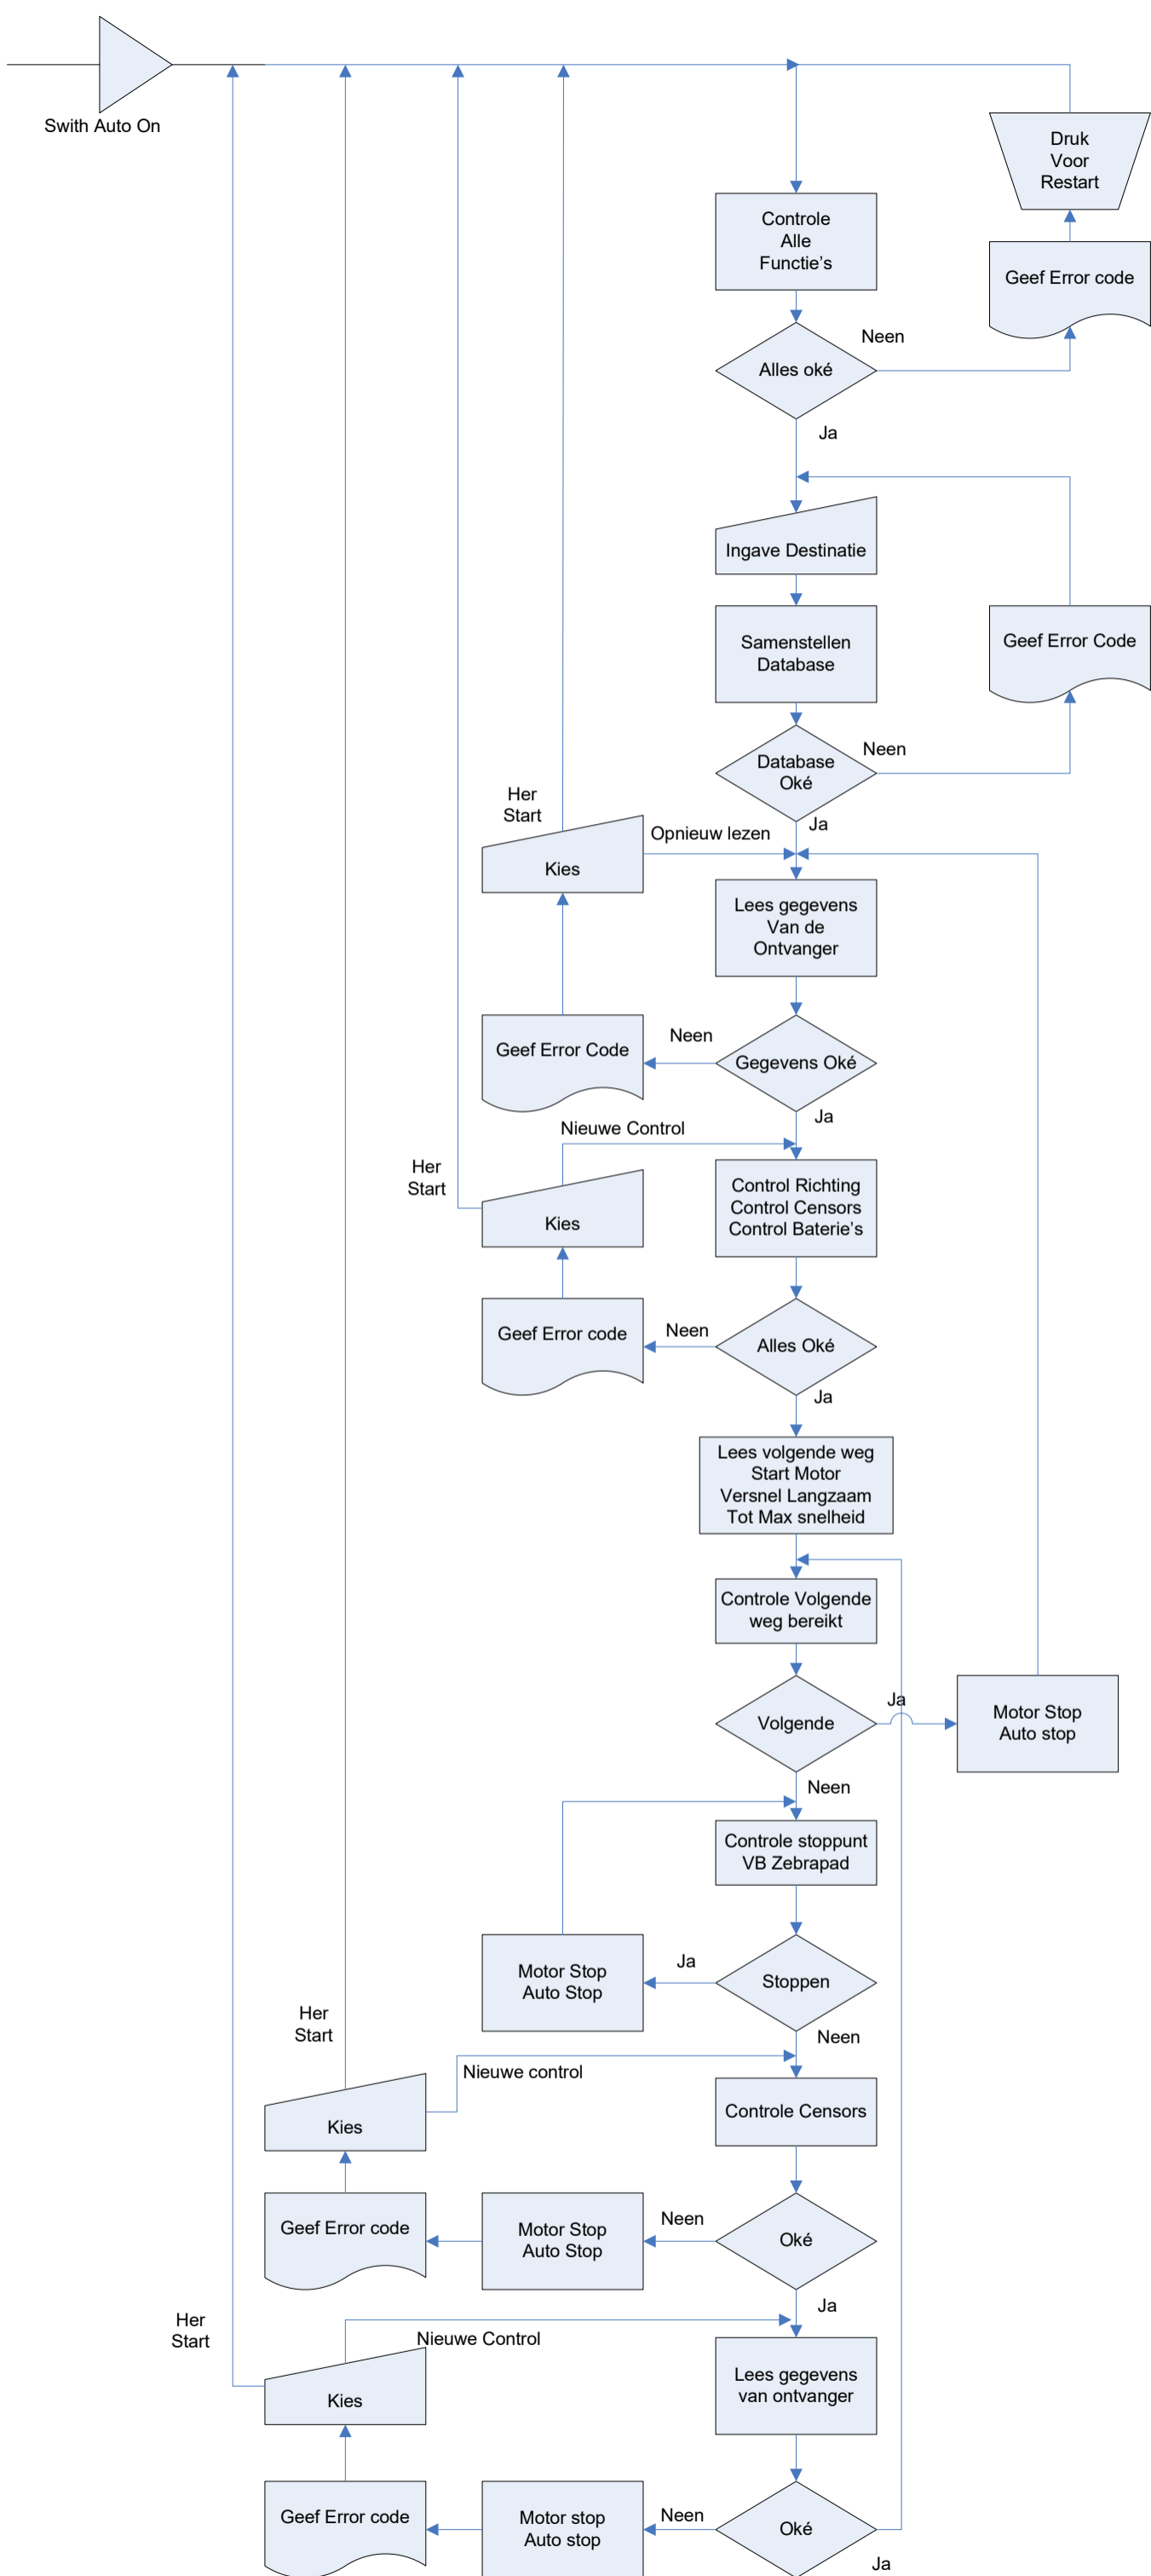 Swith Auto On
Druk
Voor
Restart
Controle
Alle
Functie's
Geef Error code
Neen
Alles oké
Ja
Ingave Destinatie
Samenstellen
Database
Geef Error Code
Neen
Database
Oké
Her
Start
Ja
Opnieuw lezen
Kies
Lees gegevens
Van de
Ontvanger
Neen
Geef Error Code
Gegevens Oké
Ja
Nieuwe Control
Her
Start
Kies
Control Richting
Control Censors
Control Baterie's
Geef Error code
Neen
Alles Oké
Ja
Lees volgende weg
Start Motor
Versnel Langzaam
Tot Max snelheid
Controle Volgende
weg bereikt
Ja
Volgende
Motor Stop
Auto stop
Neen
Controle stoppunt
VB Zebrapad
Ja
Motor Stop
Auto Stop
Stoppen
Her
Start
Neen
Nieuwe control
Kies
Controle Censors
Neen
Geef Error code
Motor Stop
Auto Stop
Oké
Ja
Her
Start
Nieuwe Control
Kies
Lees gegevens
van ontvanger
Geef Error code
Motor stop
Auto stop
Neen
Oké
Ja